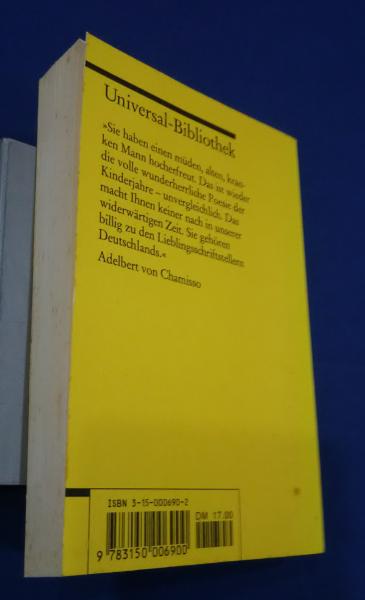 Universal-Bibliothek
»Sie haben einen müden, alten, kran-
ken Mann hocherfreut. Das ist wieder
die volle wunderherrliche Poesie der
Kinderjahre – unvergleichlich. Das
macht Ihnen keiner nach in unserer
widerwärtigen Zeit. Sie gehören
billig zu den Lieblingsschriftstellern
Deutschlands.«
Adelbert von Chamisso
ISBN 3-15-000690-2
DM 17.00
9 783150 006900